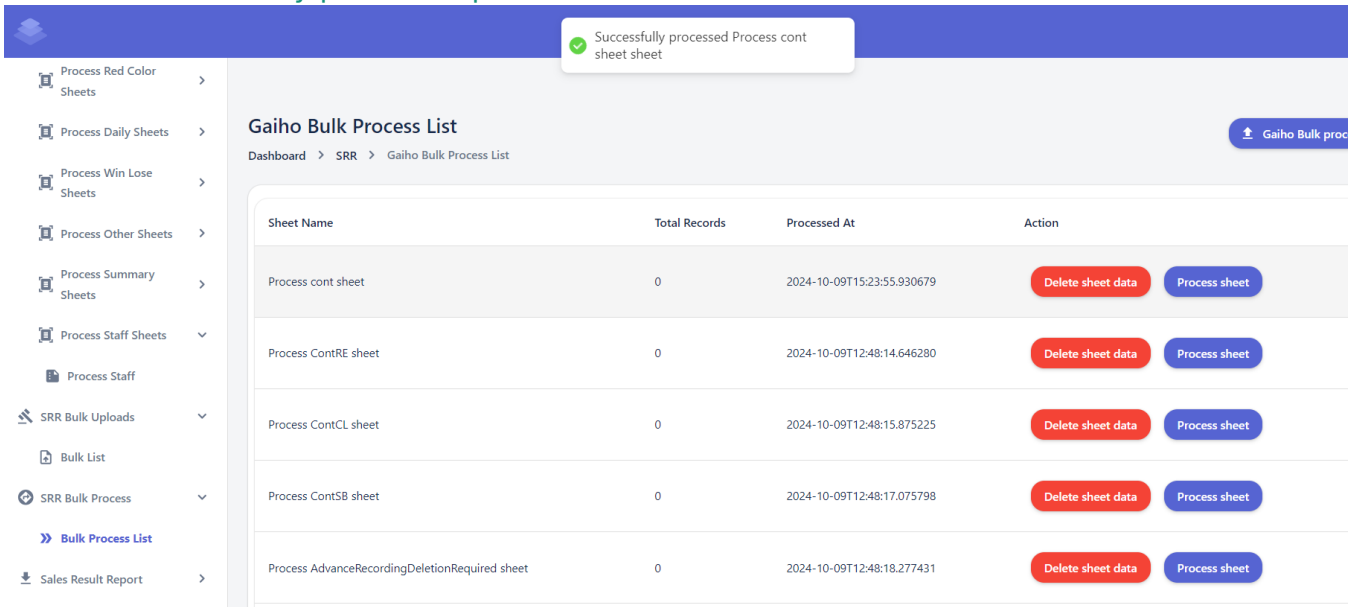 Successfully processed Process cont
sheet sheet
Process Red Color
Sheets
Process Daily Sheets
Process Win Lose
Sheets
Process Other Sheets
Process Summary
Sheets
Process Staff Sheets
Process Staff
SRR Bulk Uploads
Bulk List
SRR Bulk Process
Bulk Process List
Sales Result Report
Gaiho Bulk Process List
Gaiho Bulk proc
Dashboard > SRR > Gaiho Bulk Process List
Sheet Name Total Records Processed At Action
Process cont sheet 0 2024-10-09T15:23:55.930679 Delete sheet data Process sheet
Process ContRE sheet 0 2024-10-09T12:48:14.646280 Delete sheet data Process sheet
Process ContCL sheet 0 2024-10-09T12:48:15.875225 Delete sheet data Process sheet
Process ContSB sheet 0 2024-10-09T12:48:17.075798 Delete sheet data Process sheet
Process AdvanceRecordingDeletionRequired sheet 0 2024-10-09T12:48:18.277431 Delete sheet data Process sheet